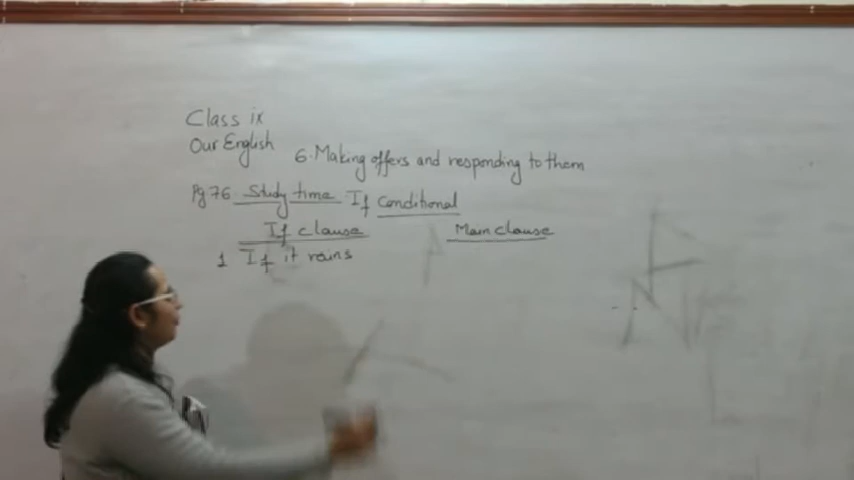 Class ix
Our English
6. Making offers and responding to them
Pg 76 Study time If Conditional
If clause Main clause
1 If it rains